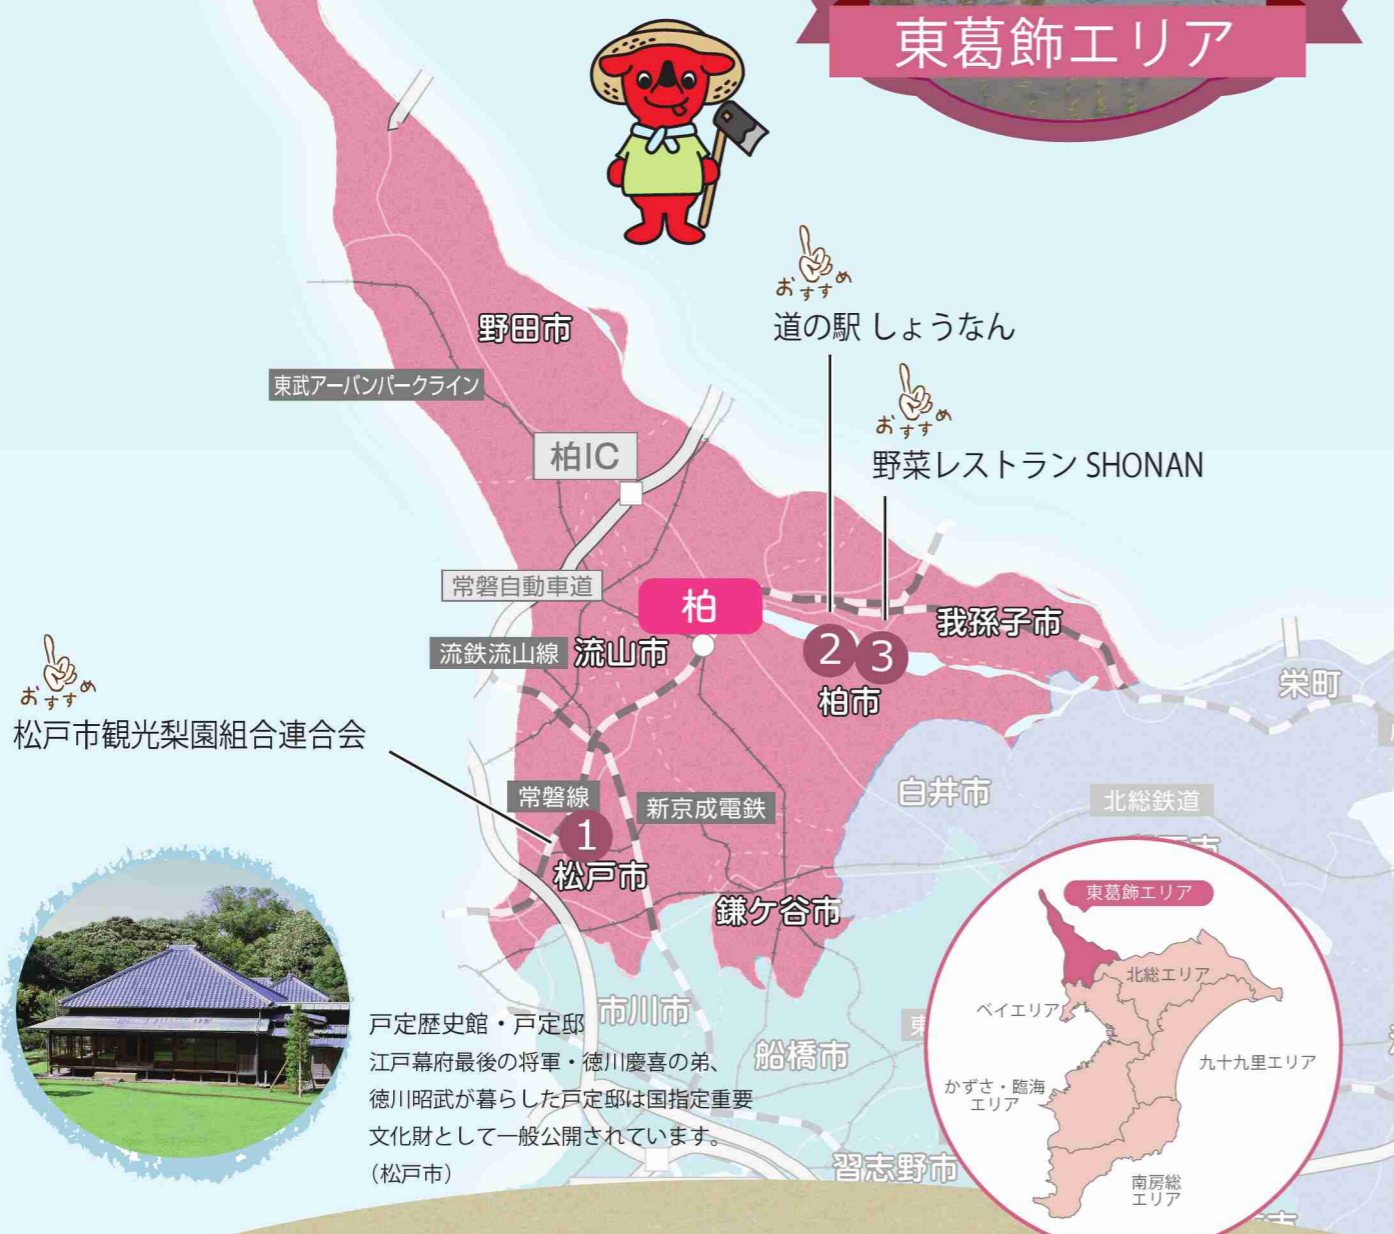 東葛飾エリア
おすすめ
道の駅 しょうなん
野田市
東武アーバンパークライン
おすすめ
野菜レストラン SHONAN
柏IC
常磐自動車道
柏
我孫子市
流鉄流山線
流山市
2
3
柏市
おすすめ
松戸市観光梨園組合連合会
栄町
白井市
北総鉄道
常磐線
新京成電鉄
1
松戸市
鎌ケ谷市
市川市
船橋市
習志野市
戸定歴史館・戸定邸
江戸幕府最後の将軍・徳川慶喜の弟、
徳川昭武が暮らした戸定邸は国指定重要
文化財として一般公開されています。
(松戸市)
東葛飾エリア
北総エリア
ベイエリア
九十九里エリア
かずさ・臨海
エリア
南房総
エリア